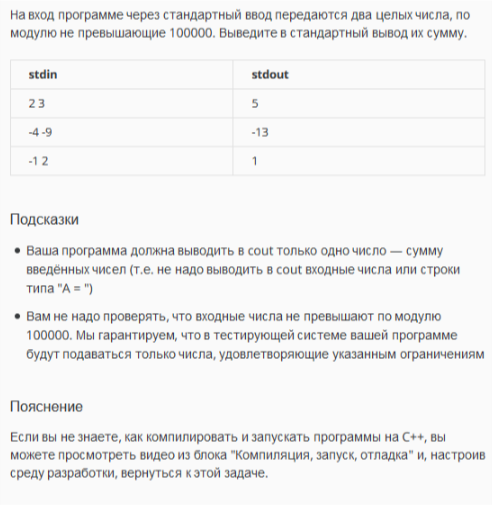 На вход программе через стандартный ввод передаются два целых числа, по
модулю не превышающие 100000. Выведите в стандартный вывод их сумму.
stdin stdout
2 3 5
-4 -9 -13
-1 2 1
Подсказки
• Ваша программа должна выводить в cout только одно число — сумму
введённых чисел (т.е. не надо выводить в cout входные числа или строки
типа "A = ")
• Вам не надо проверять, что входные числа не превышают по модулю
100000. Мы гарантируем, что в тестирующей системе вашей программе
будут подаваться только числа, удовлетворяющие указанным ограничениям
Пояснение
Если вы не знаете, как компилировать и запускать программы на C++, вы
можете просмотреть видео из блока "Компиляция, запуск, отладка" и, настроив
среду разработки, вернуться к этой задаче.